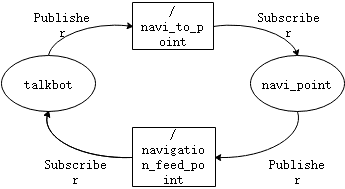 Publishe
r
/
navi_to_p
oint
Subscribe
r
talkbot
navi_point
/
navigatio
n_feed_po
int
Subscribe
r
Publishe
r